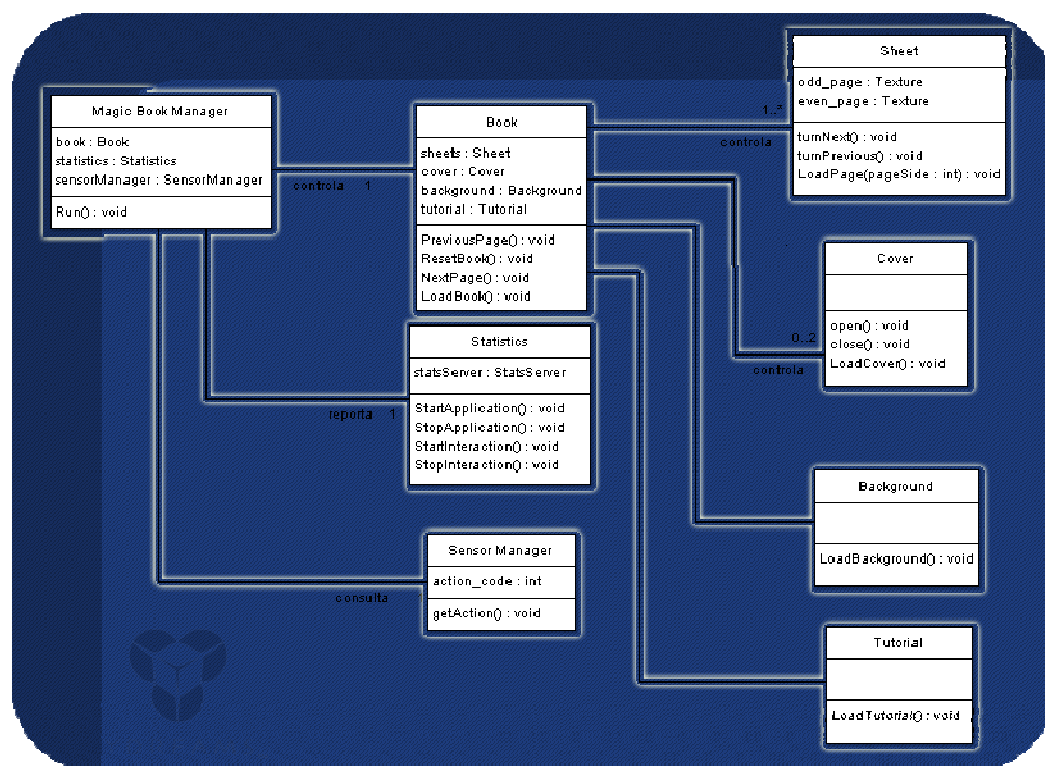 Magic Book Manager
book : Book
statistics : Statistics
sensorManager : SensorManager
Run() : void
controla 1
Book
sheets : Sheet
cover : Cover
background : Background
tutorial : Tutorial
PreviousPage() : void
ResetBook() : void
NextPage() : void
LoadBook() : void
1..*
controla
Sheet
odd_page : Texture
even_page : Texture
turnNext() : void
turnPrevious() : void
LoadPage(pageSide : int) : void
0..2
controla
Cover
open() : void
close() : void
LoadCover() : void
reporta 1
Statistics
statsServer : StatsServer
StartApplication() : void
StopApplication() : void
StartInteraction() : void
StopInteraction() : void
Background
LoadBackground() : void
consulta
Sensor Manager
action_code : int
getAction() : void
Tutorial
LoadTutorial() : void